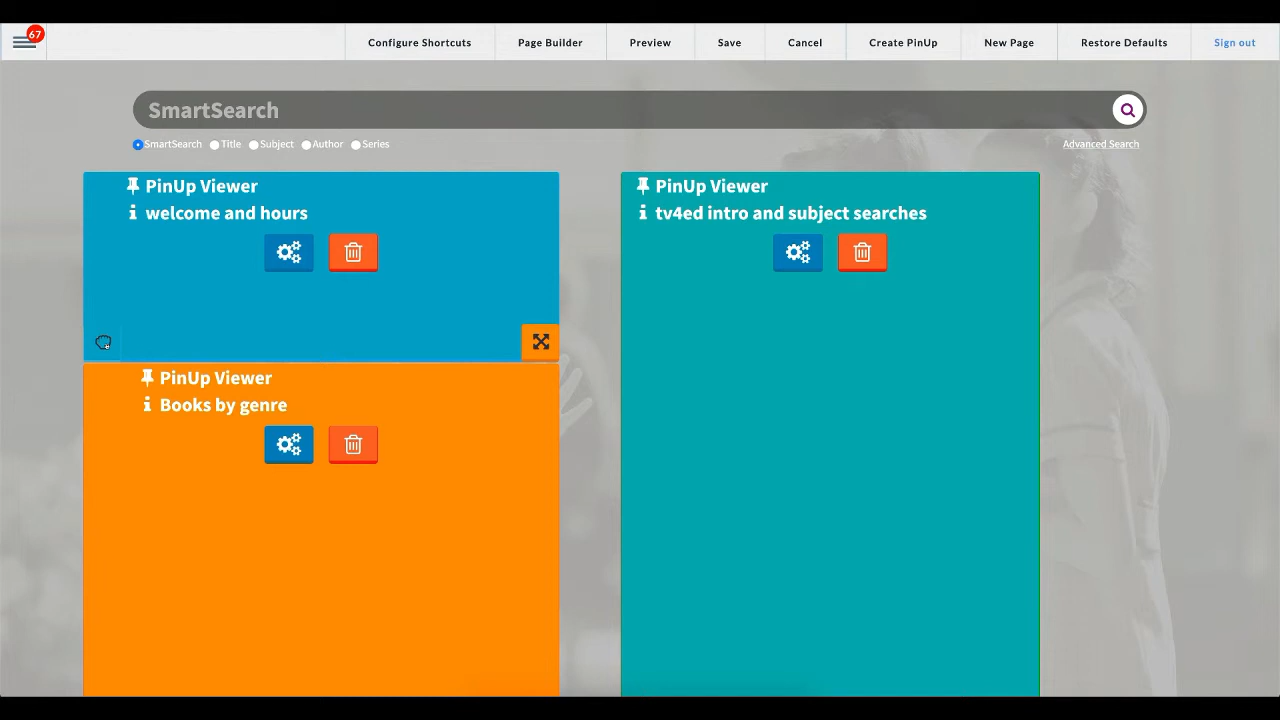 67
Configure Shortcuts
Page Builder
Preview
Save
Cancel
Create PinUp
New Page
Restore Defaults
Sign out
SmartSearch
SmartSearch Title Subject Author Series
Advanced Search
PinUp Viewer
welcome and hours
PinUp Viewer
tv4ed intro and subject searches
PinUp Viewer
Books by genre